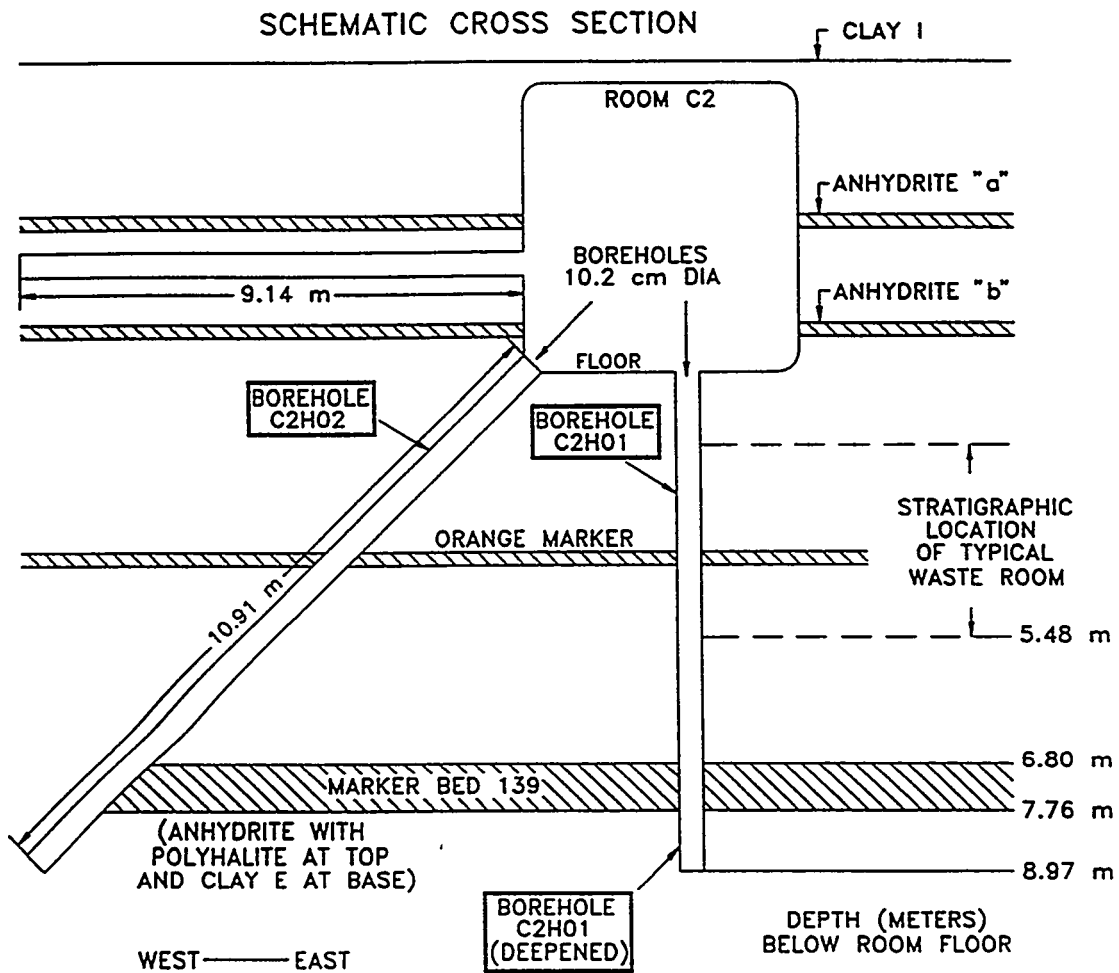 SCHEMATIC CROSS SECTION
CLAY I
ROOM C2
ANHYDRITE "a"
BOREHOLES
10.2 cm DIA
9.14 m
ANHYDRITE "b"
FLOOR
BOREHOLE
C2H02
BOREHOLE
C2H01
STRATIGRAPHIC
LOCATION
OF TYPICAL
WASTE ROOM
ORANGE MARKER
10.91 m
5.48 m
6.80 m
MARKER BED 139
7.76 m
(ANHYDRITE WITH
POLYHALITE AT TOP
AND CLAY E AT BASE)
8.97 m
BOREHOLE
C2H01
(DEEPENED)
DEPTH (METERS)
BELOW ROOM FLOOR
WEST EAST